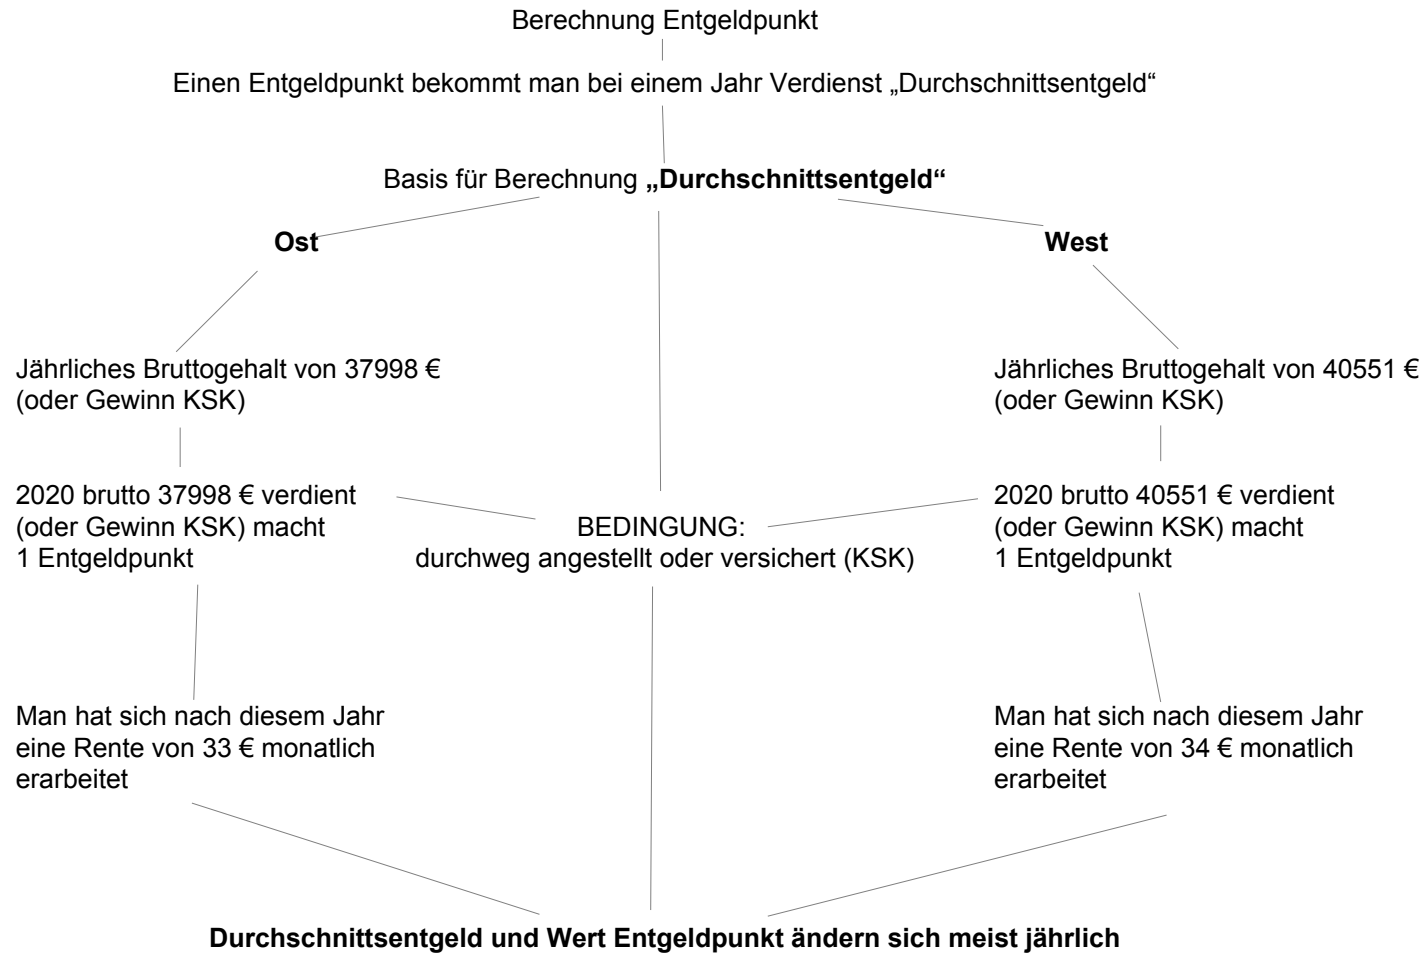 Berechnung Entgeldpunkt
Einen Entgeldpunkt bekommt man bei einem Jahr Verdienst „Durchschnittsentgeld“
Basis für Berechnung „Durchschnittsentgeld“
Ost
West
Jährliches Bruttogehalt von 37998 €
(oder Gewinn KSK)
Jährliches Bruttogehalt von 40551 €
(oder Gewinn KSK)
2020 brutto 37998 € verdient
(oder Gewinn KSK) macht
1 Entgeldpunkt
BEDINGUNG:
durchweg angestellt oder versichert (KSK)
2020 brutto 40551 € verdient
(oder Gewinn KSK) macht
1 Entgeldpunkt
Man hat sich nach diesem Jahr
eine Rente von 33 € monatlich
erarbeitet
Man hat sich nach diesem Jahr
eine Rente von 34 € monatlich
erarbeitet
Durchschnittsentgeld und Wert Entgeldpunkt ändern sich meist jährlich